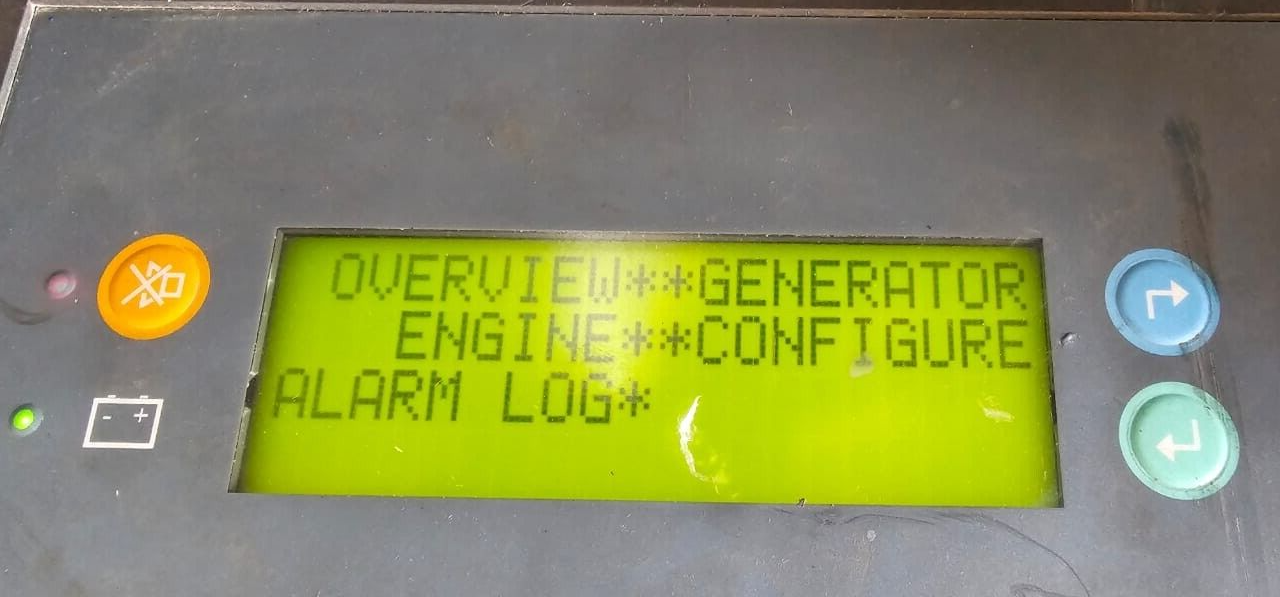 OVERVIEW**GENERATOR
ENGINE**CONFIGURE
ALARM LOG*
- +